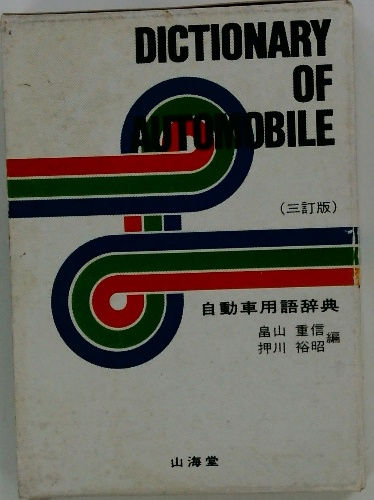 DICTIONARY
OF
AUTOMOBILE
(三訂版)
自動車用語辞典
畠山 重信
押川 裕昭 編
山海堂